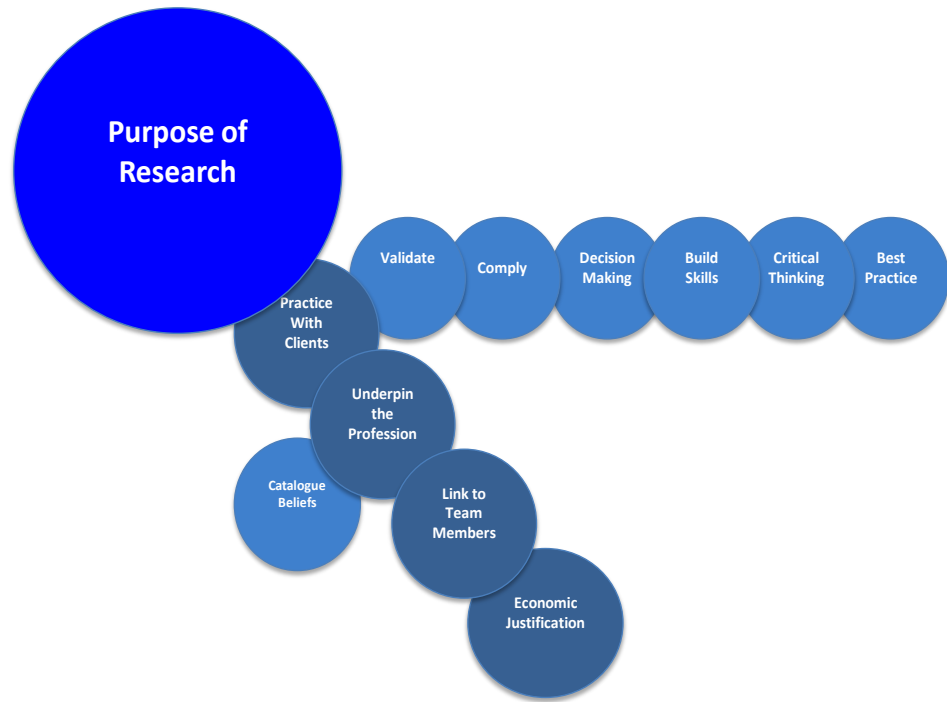 Purpose of
Research
Validate
Comply
Decision
Making
Build
Skills
Critical
Thinking
Best
Practice
Practice
With
Clients
Underpin
the
Profession
Catalogue
Beliefs
Link to
Team
Members
Economic
Justification